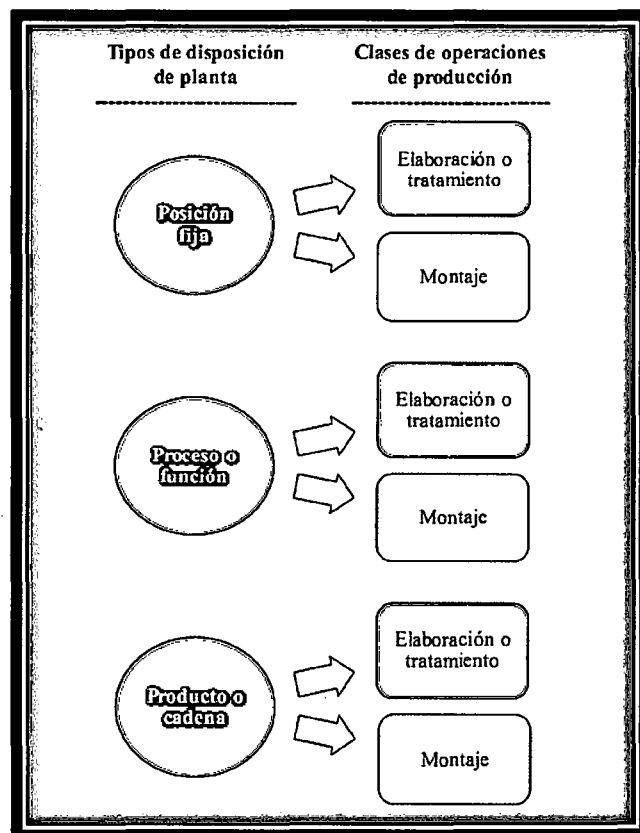 Tipos de disposición
de planta
Clases de operaciones
de producción
Posición
fija
Elaboración o
tratamiento
Montaje
Proceso o
función
Elaboración o
tratamiento
Montaje
Producto o
cadena
Elaboración o
tratamiento
Montaje